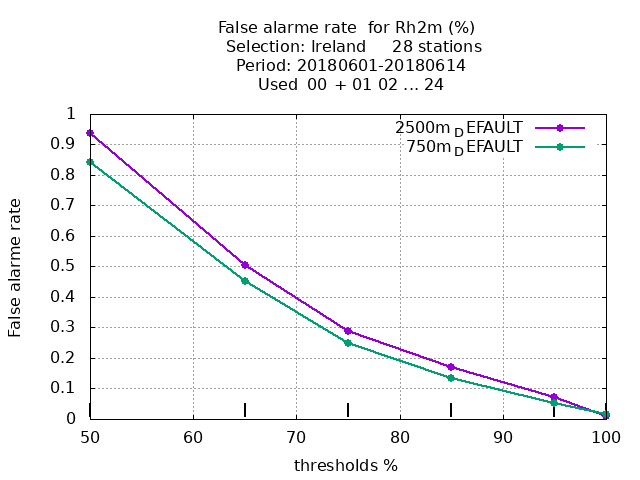 False alarme rate  for Rh2m (%)
Selection: Ireland     28 stations
Period: 20180601-20180614
Used  00  + 01 02 ... 24
1
0.9
0.8
0.7
0.6
0.5
0.4
0.3
0.2
0.1
0
False alarme rate
2500m_DEFAULT
750m_DEFAULT
50 60 70 80 90 100
thresholds %